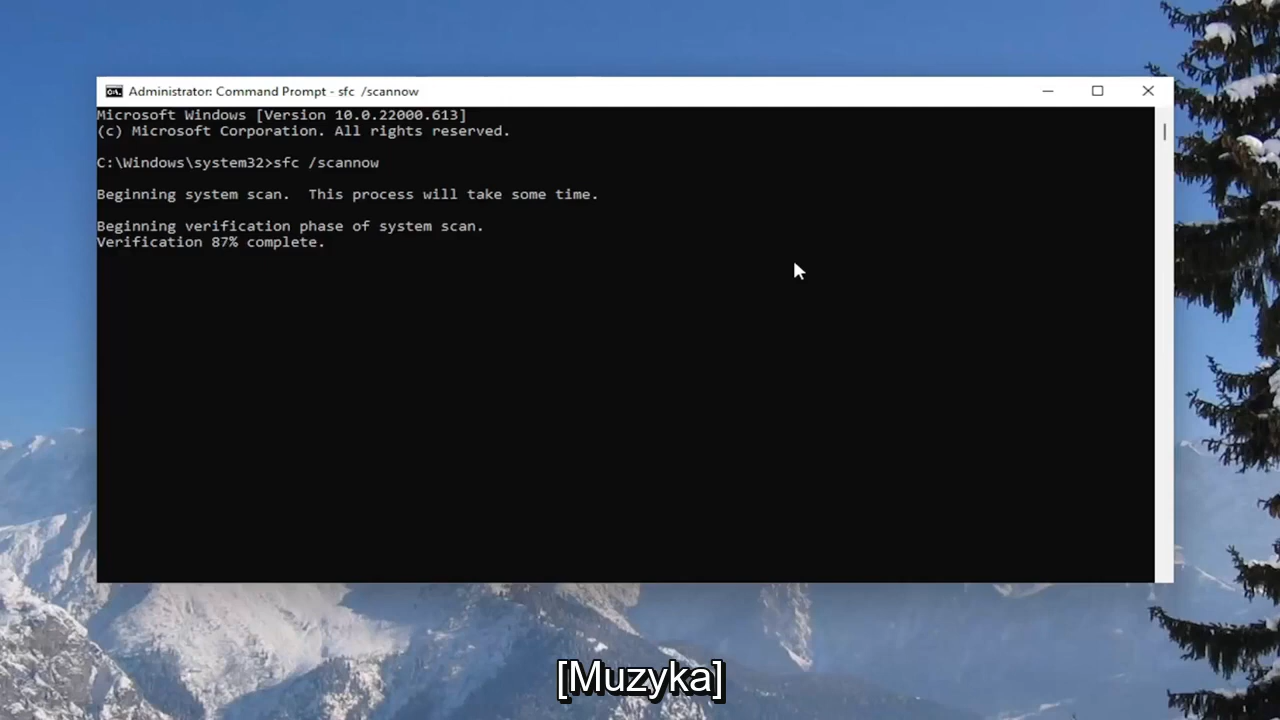 Administrator: Command Prompt - sfc /scannow
Microsoft Windows [Version 10.0.22000.613]
(c) Microsoft Corporation. All rights reserved.
C:\Windows\system32>sfc /scannow
Beginning system scan.  This process will take some time.
Beginning verification phase of system scan.
Verification 87% complete.
[Muzyka]